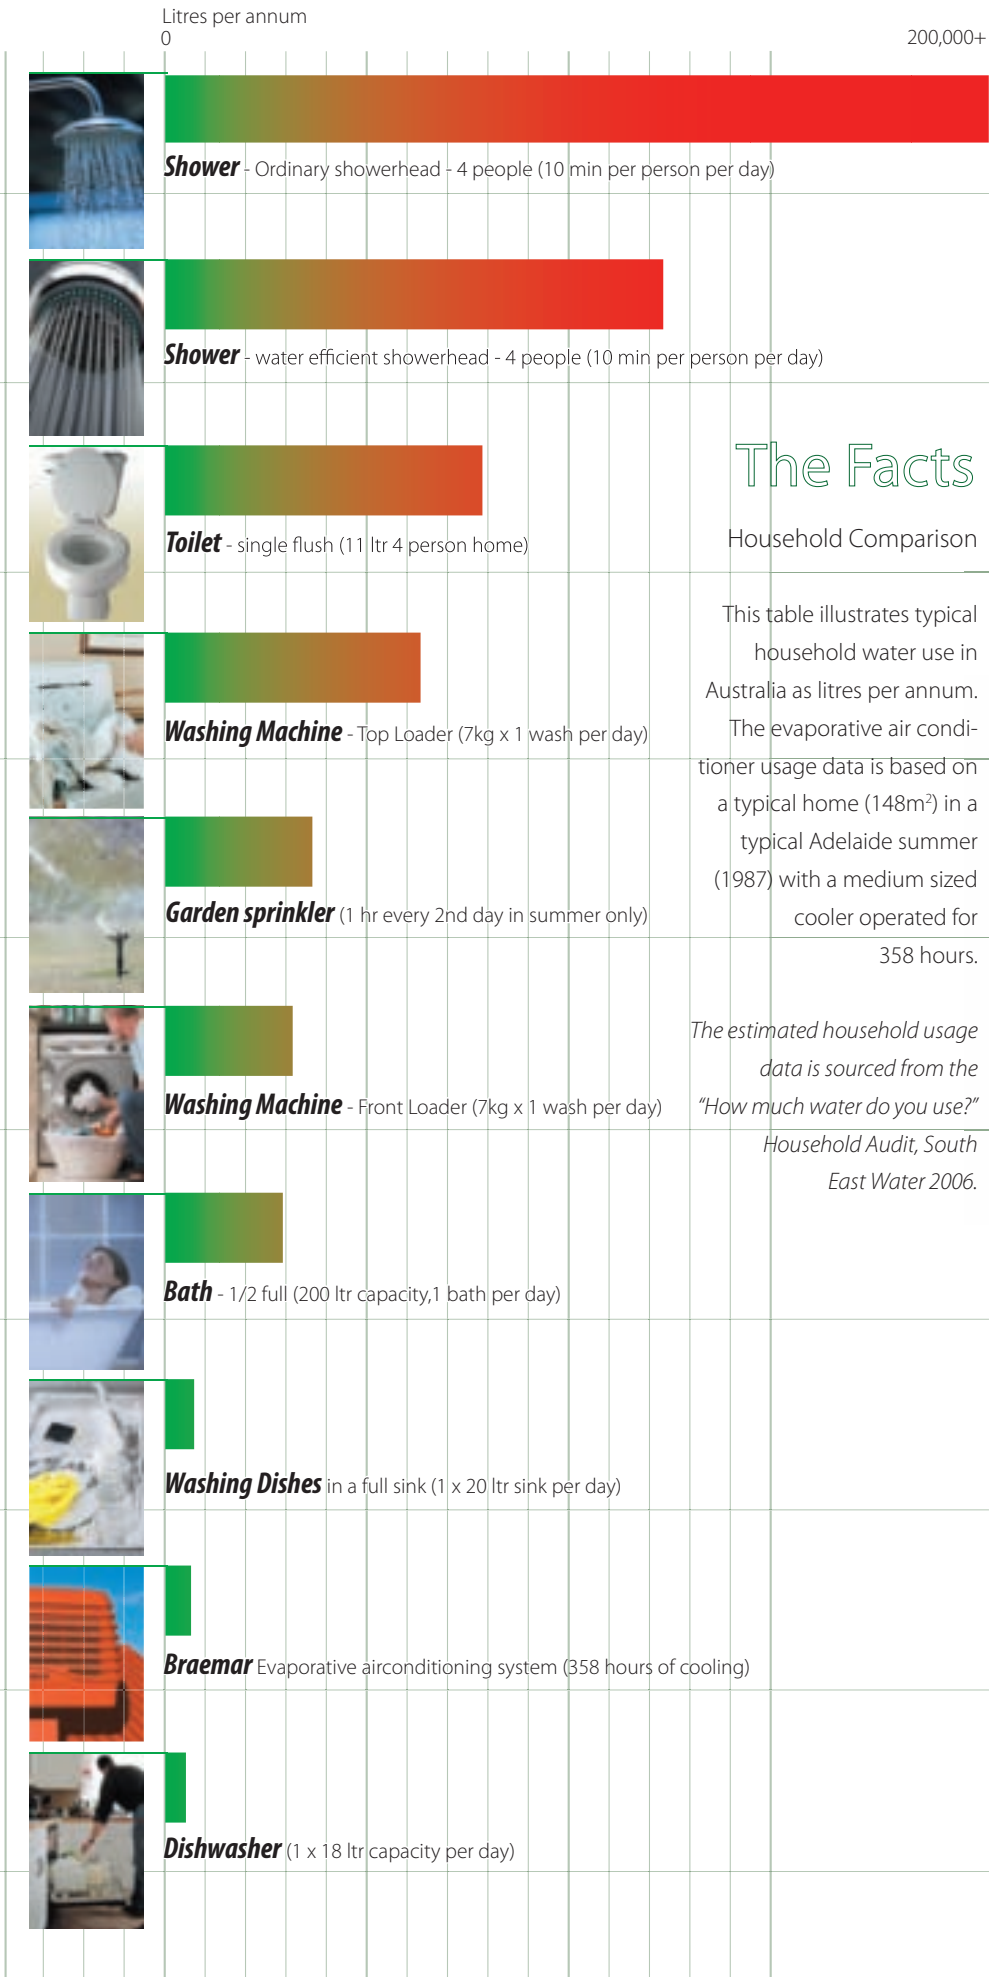 Litres per annum
0
200,000+
Shower - Ordinary showerhead - 4 people (10 min per person per day)
Shower - water efficient showerhead - 4 people (10 min per person per day)
Toilet - single flush (11 ltr 4 person home)
Washing Machine - Top Loader (7kg x 1 wash per day)
Garden sprinkler (1 hr every 2nd day in summer only)
Washing Machine - Front Loader (7kg x 1 wash per day)
Bath - 1/2 full (200 ltr capacity,1 bath per day)
Washing Dishes in a full sink (1 x 20 ltr sink per day)
Braemar Evaporative airconditioning system (358 hours of cooling)
Dishwasher (1 x 18 ltr capacity per day)
The Facts
Household Comparison
This table illustrates typical
household water use in
Australia as litres per annum.
The evaporative air condi-
tioner usage data is based on
a typical home (148m²) in a
typical Adelaide summer
(1987) with a medium sized
cooler operated for
358 hours.
The estimated household usage
data is sourced from the
“How much water do you use?”
Household Audit, South
East Water 2006.